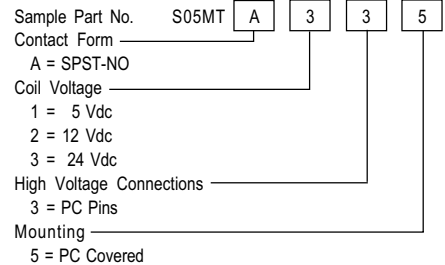 Sample Part No. S05MT A 3 3 5
Contact Form
A = SPST-NO
Coil Voltage
1 = 5 Vdc
2 = 12 Vdc
3 = 24 Vdc
High Voltage Connections
3 = PC Pins
Mounting
5 = PC Covered